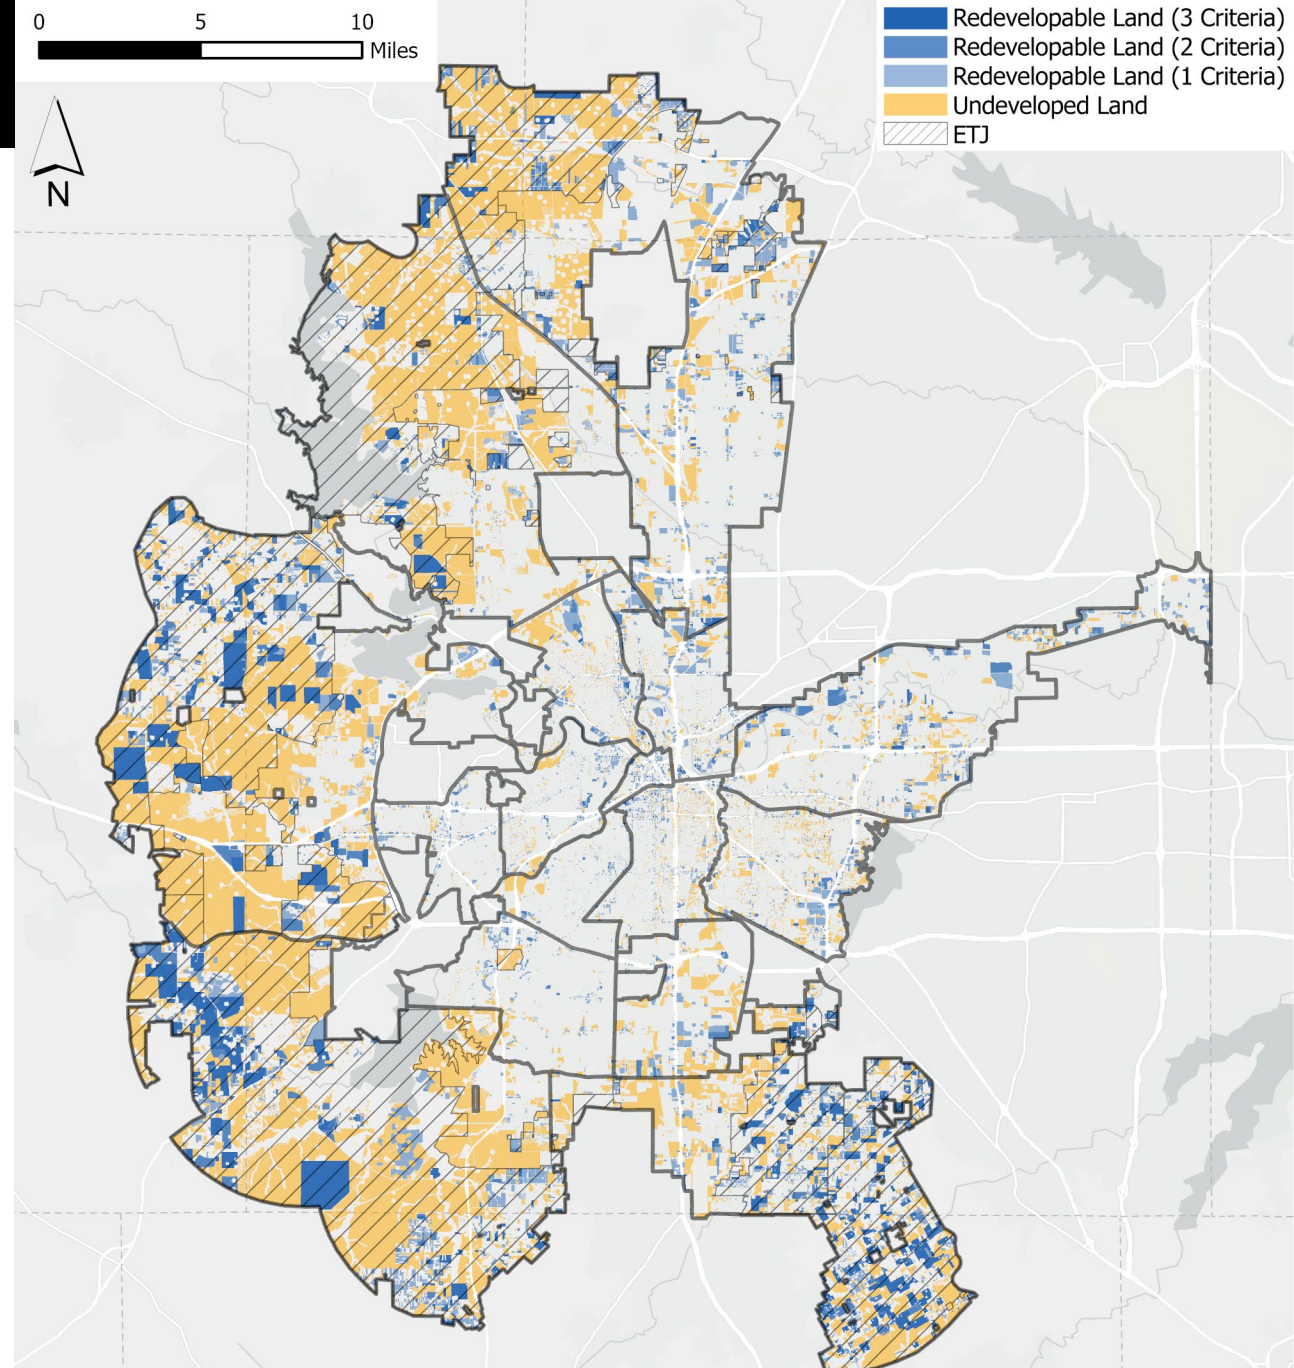 0 5 10
Miles
N
Redevelopable Land (3 Criteria)
Redevelopable Land (2 Criteria)
Redevelopable Land (1 Criteria)
Undeveloped Land
ETJ